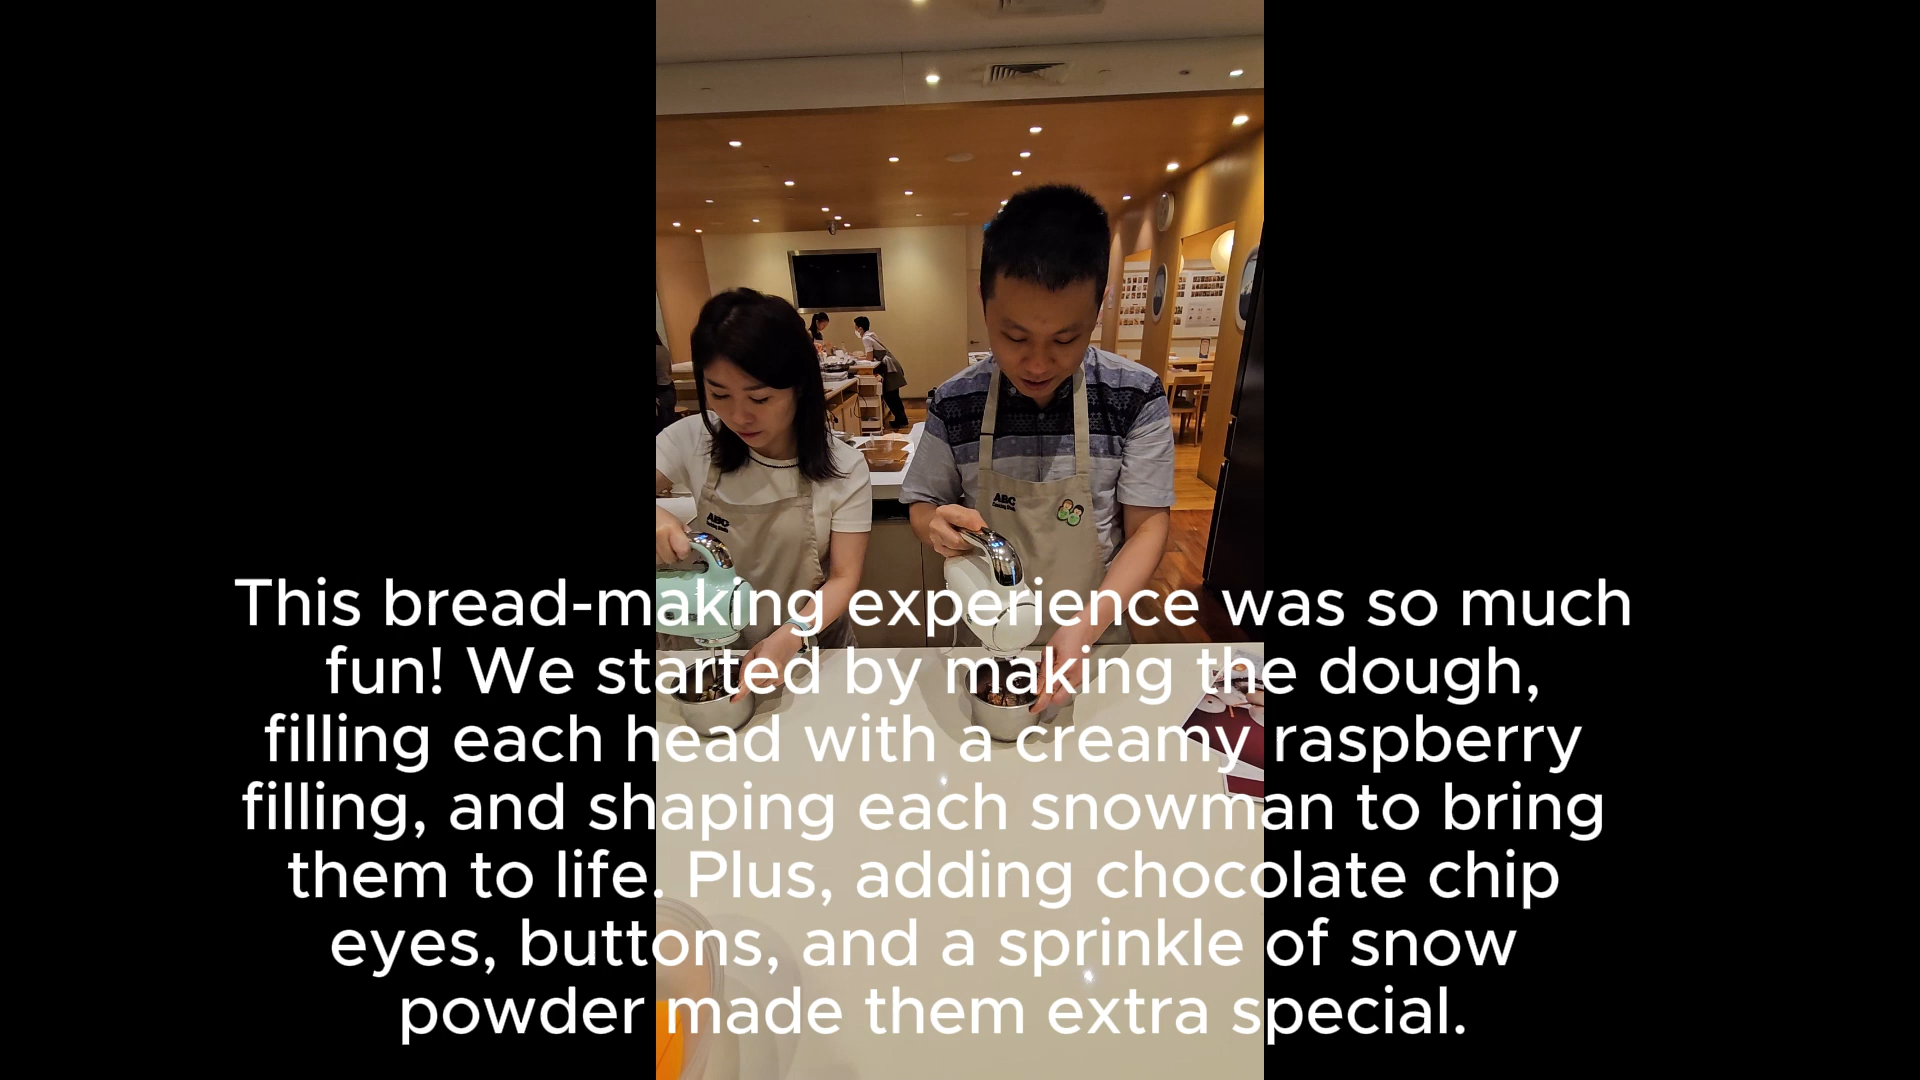 ABC
ABC
This bread-making experience was so much
fun! We started by making the dough,
filling each head with a creamy raspberry
filling, and shaping each snowman to bring
them to life. Plus, adding chocolate chip
eyes, buttons, and a sprinkle of snow
powder made them extra special.